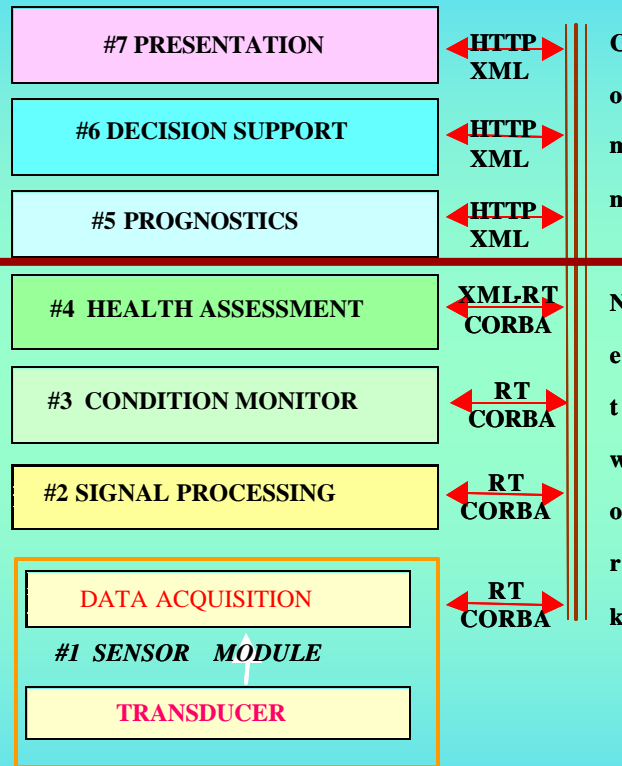 #7 PRESENTATION
HTTP
XML
#6 DECISION SUPPORT
HTTP
XML
#5 PROGNOSTICS
HTTP
XML
#4 HEALTH ASSESSMENT
XML-RT
CORBA
#3 CONDITION MONITOR
RT
CORBA
#2 SIGNAL PROCESSING
RT
CORBA
DATA ACQUISITION
RT
CORBA
#1 SENSOR MODULE
TRANSDUCER
C
o
m
m
N
e
t
w
o
r
k